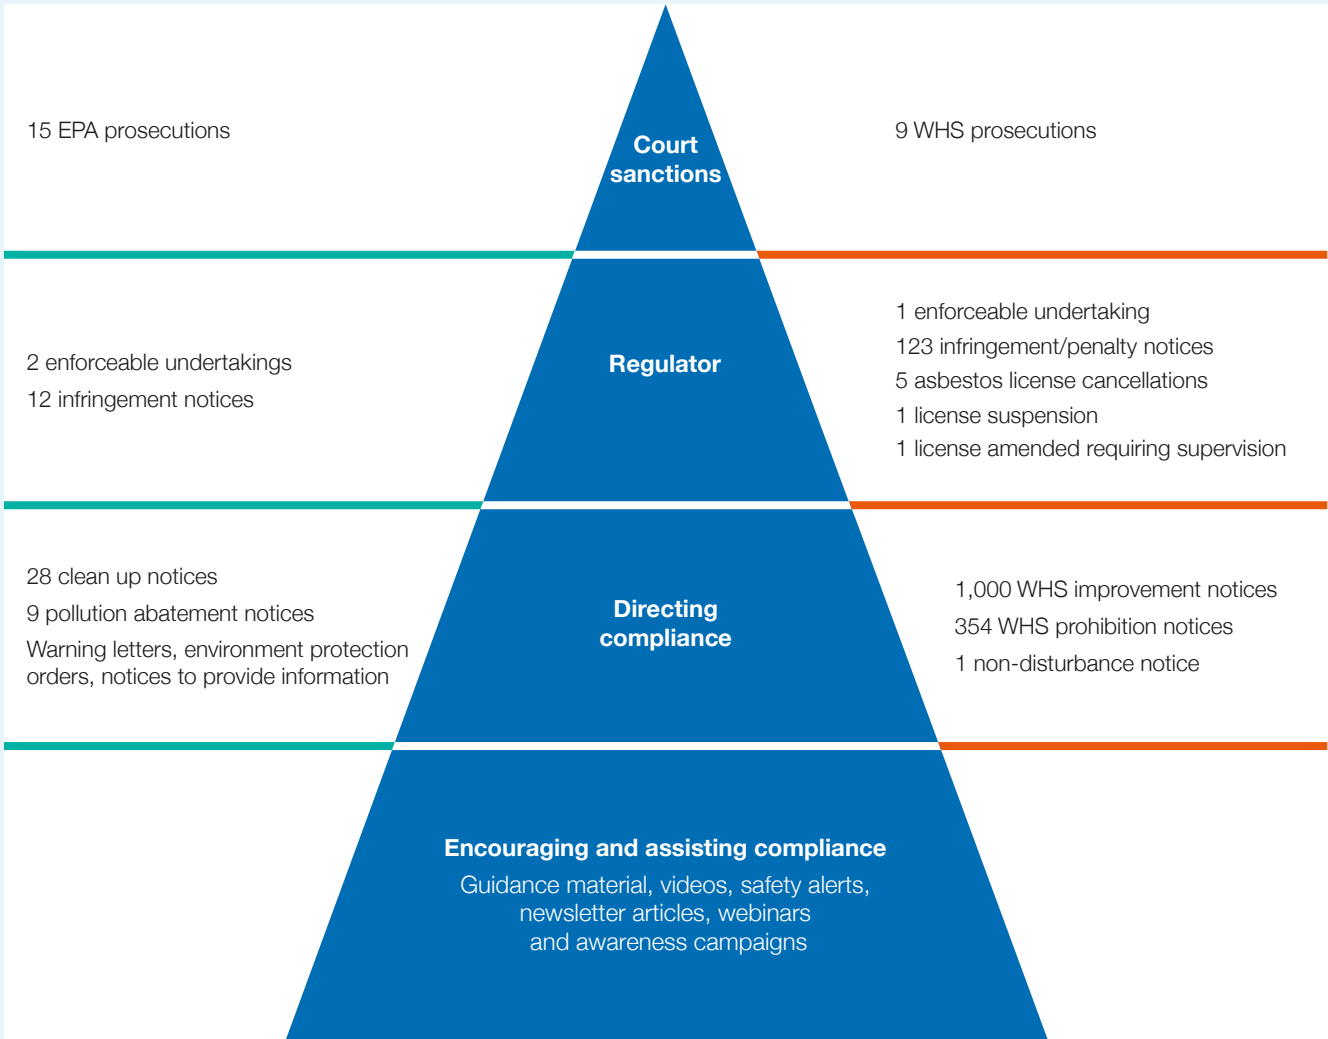 15 EPA prosecutions
Court
sanctions
9 WHS prosecutions
2 enforceable undertakings
12 infringement notices
Regulator
1 enforceable undertaking
123 infringement/penalty notices
5 asbestos license cancellations
1 license suspension
1 license amended requiring supervision
28 clean up notices
9 pollution abatement notices
Warning letters, environment protection
orders, notices to provide information
Directing
compliance
1,000 WHS improvement notices
354 WHS prohibition notices
1 non-disturbance notice
Encouraging and assisting compliance
Guidance material, videos, safety alerts,
newsletter articles, webinars
and awareness campaigns